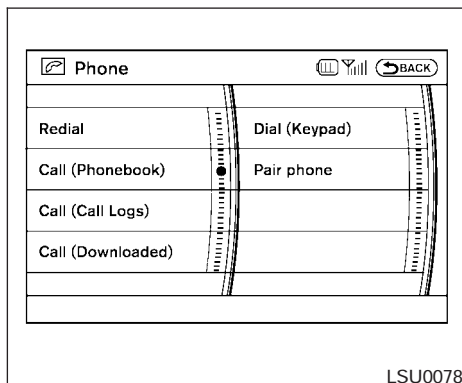 Phone
BACK
Redial
Call (Phonebook)
Call (Call Logs)
Call (Downloaded)
Dial (Keypad)
Pair phone
LSU0078